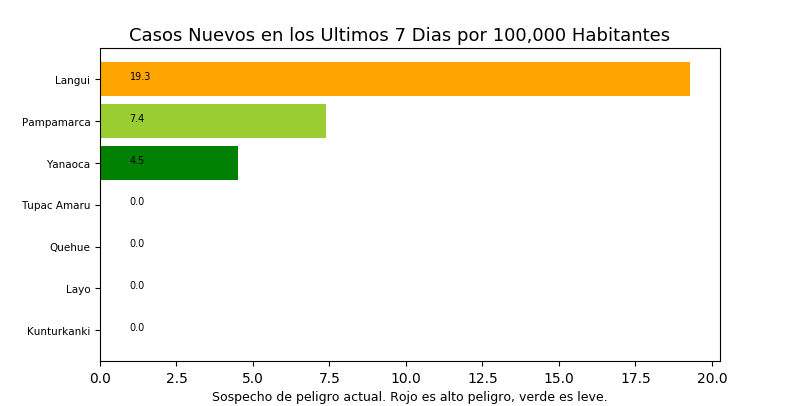 Casos Nuevos en los Ultimos 7 Dias por 100,000 Habitantes
Langui 19.3
Pampamarca 7.4
Yanaoca 4.5
Tupac Amaru 0.0
Quehue 0.0
Layo 0.0
Kunturkanki 0.0
0.0 2.5 5.0 7.5 10.0 12.5 15.0 17.5 20.0
Sospecho de peligro actual. Rojo es alto peligro, verde es leve.